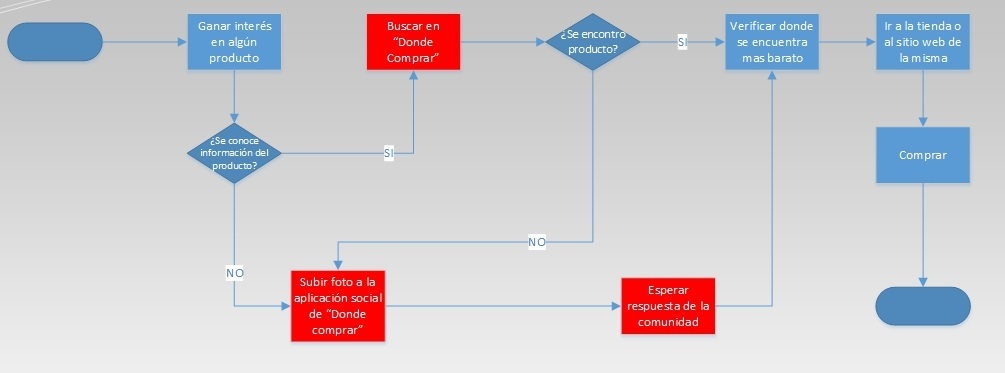 Ganar interés
en algún
producto
Buscar en
“Donde
Comprar”
¿Se encontro
producto?
SI
Verificar donde
se encuentra
mas barato
Ir a la tienda o
al sitio web de
la misma
¿Se conoce
información del
producto?
SI
Comprar
NO
NO
Subir foto a la
aplicación social
de “Donde
comprar”
Esperar
respuesta de la
comunidad